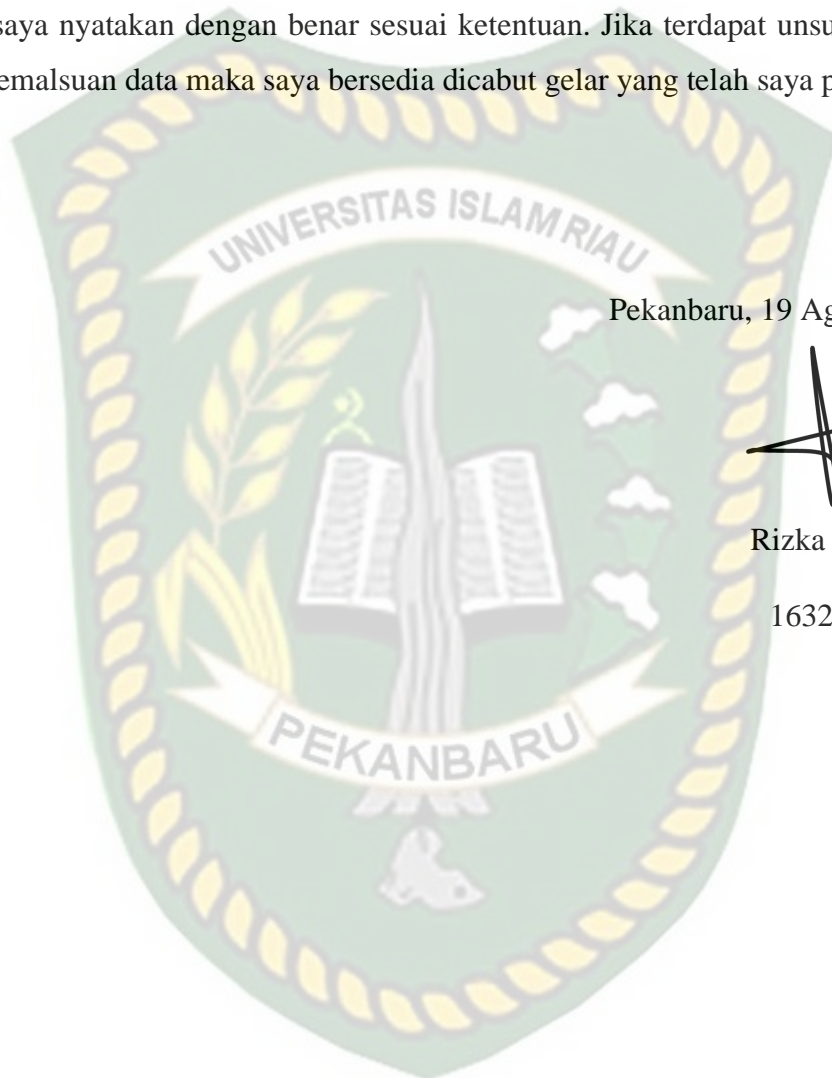 saya nyatakan dengan benar sesuai ketentuan. Jika terdapat unsu
emalsuan data maka saya bersedia dicabut gelar yang telah saya p
UNIVERSITAS ISLAM RIAU
Pekanbaru, 19 Ag
Rizka
1632
PEKANBARU